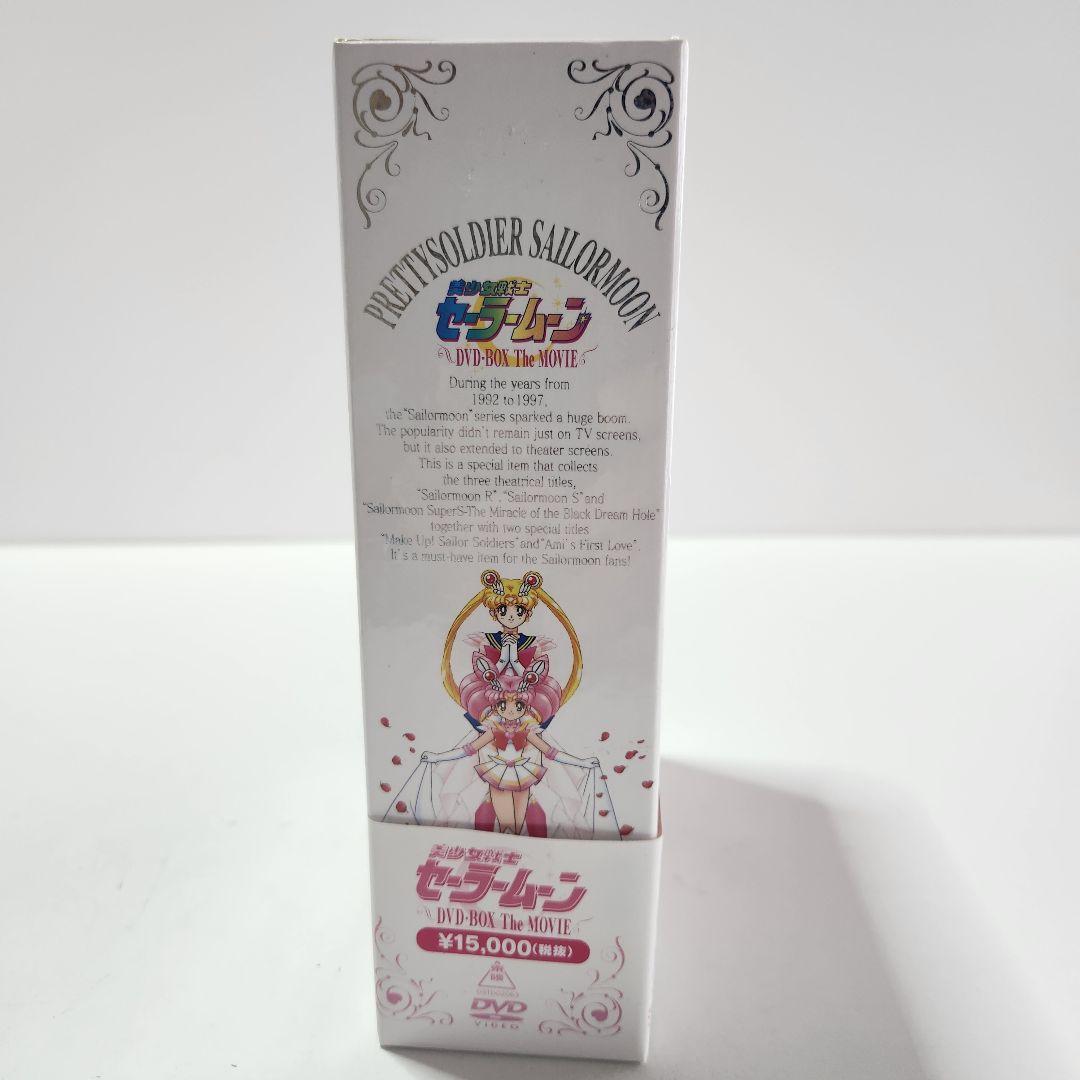 PRETTYSOLDIER SAILORMOON
美少女戦士
セーラームーン
DVD-BOX The MOVIE
During the years from
1992 to 1997,
the "Sailormoon" series sparked a huge boom.
The popularity didn't remain just on TV screens,
but it also extended to theater screens.
This is a special item that collects
the three theatrical titles,
"Sailormoon R", "Sailormoon S" and
"Sailormoon SuperS-The Miracle of the Black Dream Hole"
together with two special titles
"Make Up! Sailor Soldiers" and "Ami's First Love".
It's a must-have item for the Sailormoon fans!
美少女戦士
セーラームーン
DVD-BOX The MOVIE
¥15,000(税抜)
DVD
VIDEO